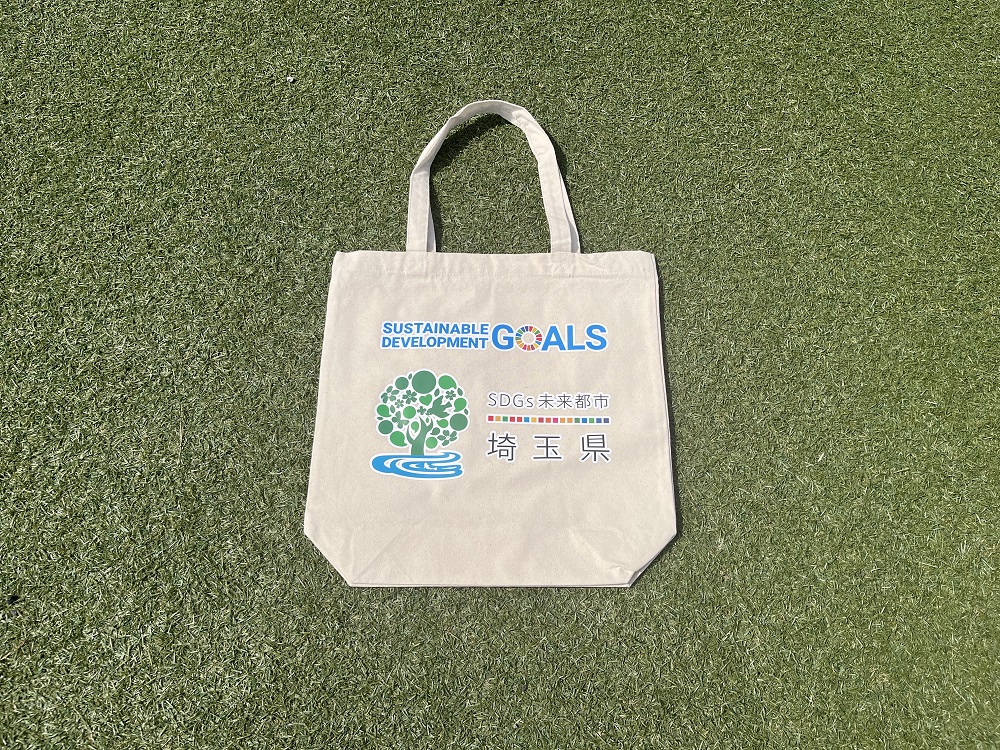 SUSTAINABLE
DEVELOPMENT GOALS
SDGs未来都市
埼玉県